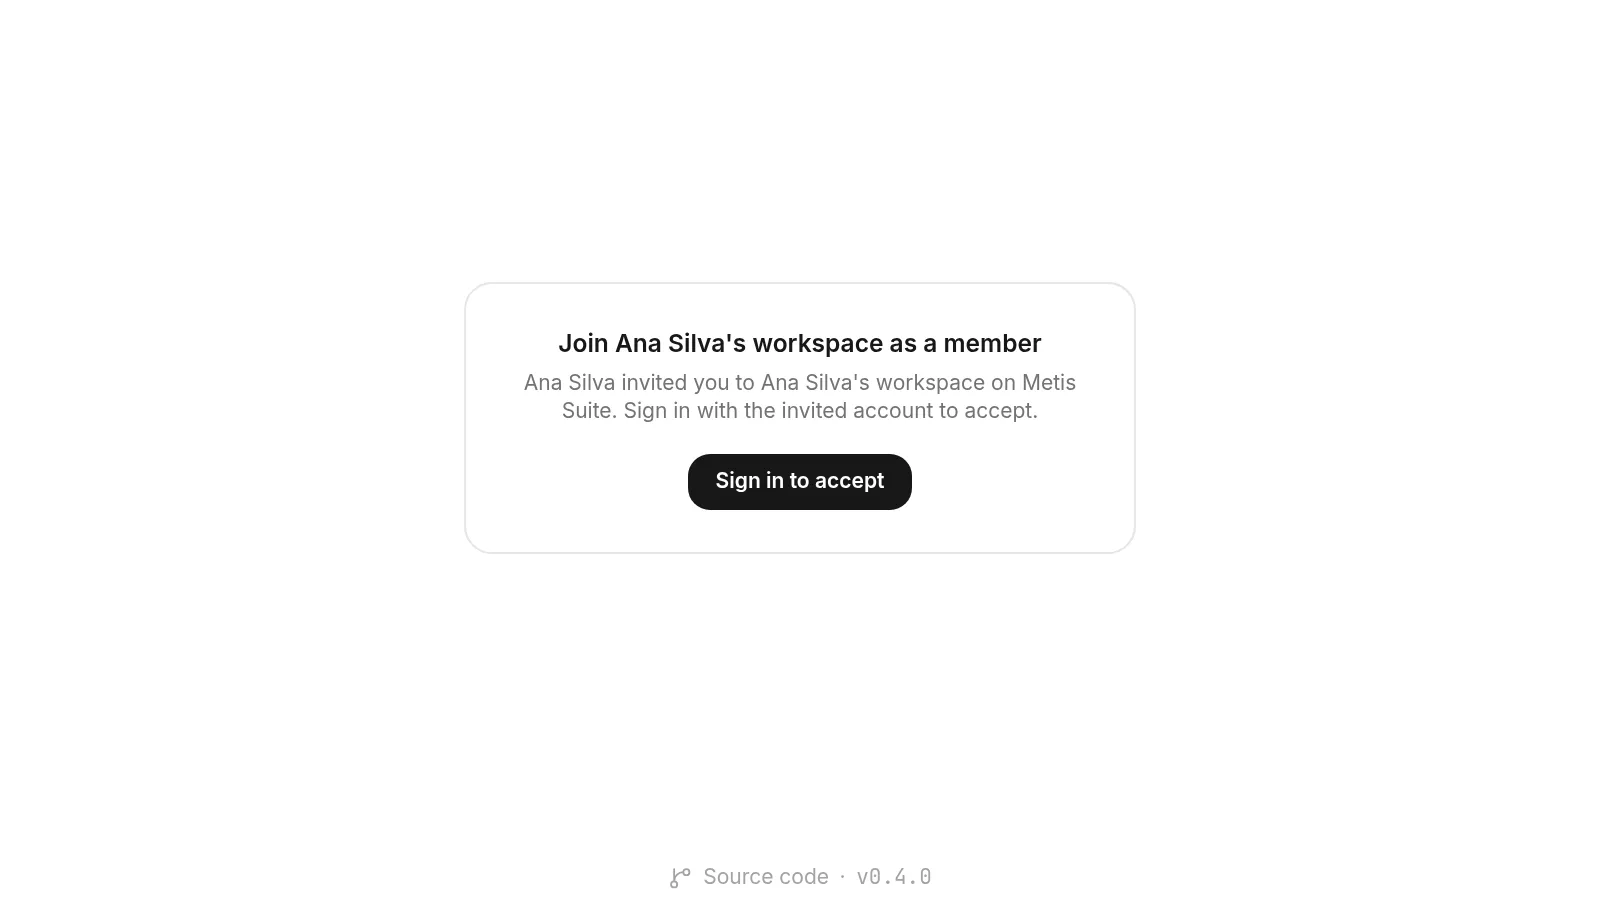 Join Ana Silva's workspace as a member
Ana Silva invited you to Ana Silva's workspace on Metis
Suite. Sign in with the invited account to accept.
Sign in to accept
Source code · v0.4.0